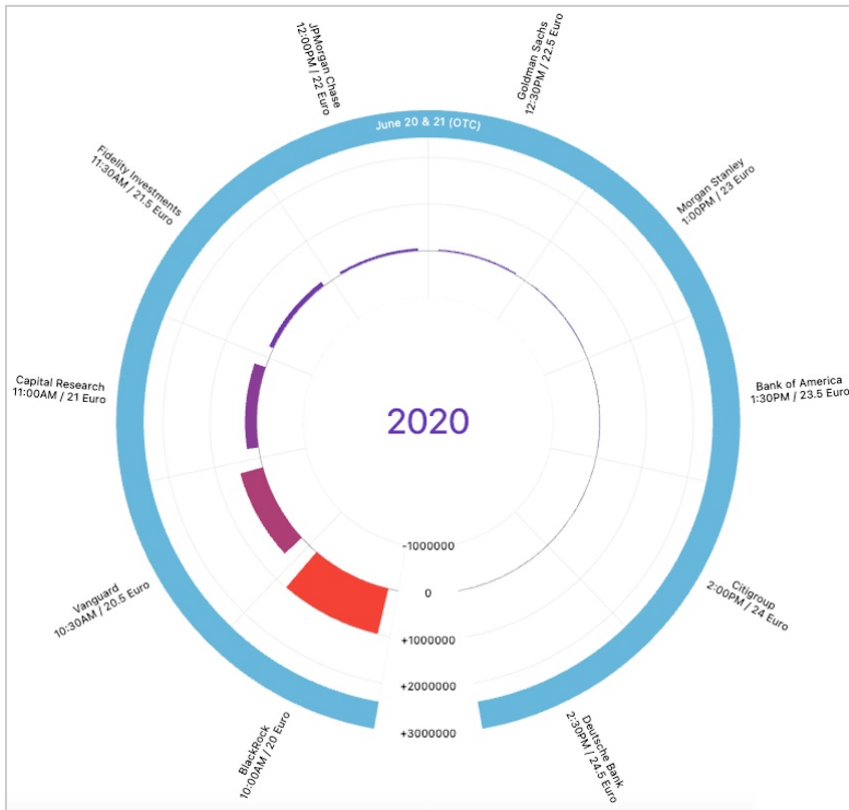 JPMorgan Chase
12:00PM / 22 Euro
Goldman Sachs
12:30PM / 22.5 Euro
June 20 & 21 (OTC)
Fidelity Investments
11:30AM / 21.5 Euro
Morgan Stanley
1:00PM / 23 Euro
Capital Research
11:00AM / 21 Euro
Bank of America
1:30PM / 23.5 Euro
2020
-1000000
0
+1000000
+2000000
+3000000
Vanguard
10:30AM / 20.5 Euro
Citigroup
2:00PM / 24 Euro
BlackRock
10:00AM / 20 Euro
Deutsche Bank
2:30PM / 24.5 Euro